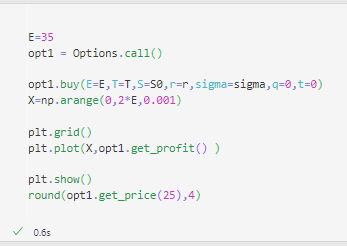 E=35
opt1 = Options.call()
opt1.buy(E=E,T=T,S=S0,r=r,sigma=sigma,q=0,t=0)
X=np.arange(0,2*E,0.001)
plt.grid()
plt.plot(X,opt1.get_profit() )
plt.show()
round(opt1.get_price(25),4)
✓ 0.6s